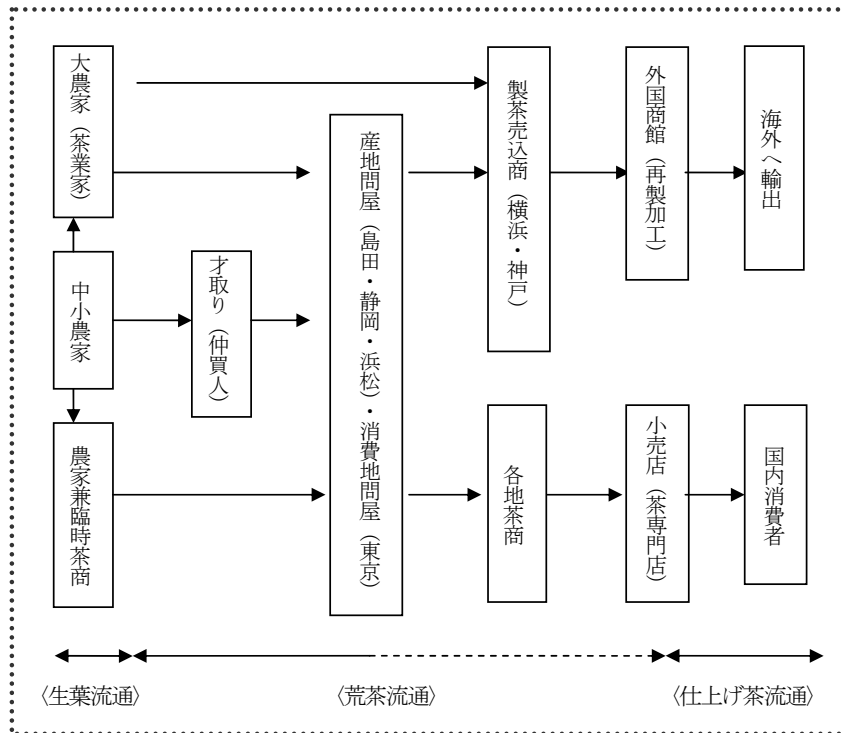 大農家（茶業家）
中小農家
農家兼臨時茶商
才取り（仲買人）
産地問屋（島田・静岡・浜松）・消費地問屋（東京）
製茶売込商（横浜・神戸）
各地茶商
外国商館（再製加工）
小売店（茶専門店）
海外へ輸出
国内消費者
〈生葉流通〉
〈荒茶流通〉
〈仕上げ茶流通〉